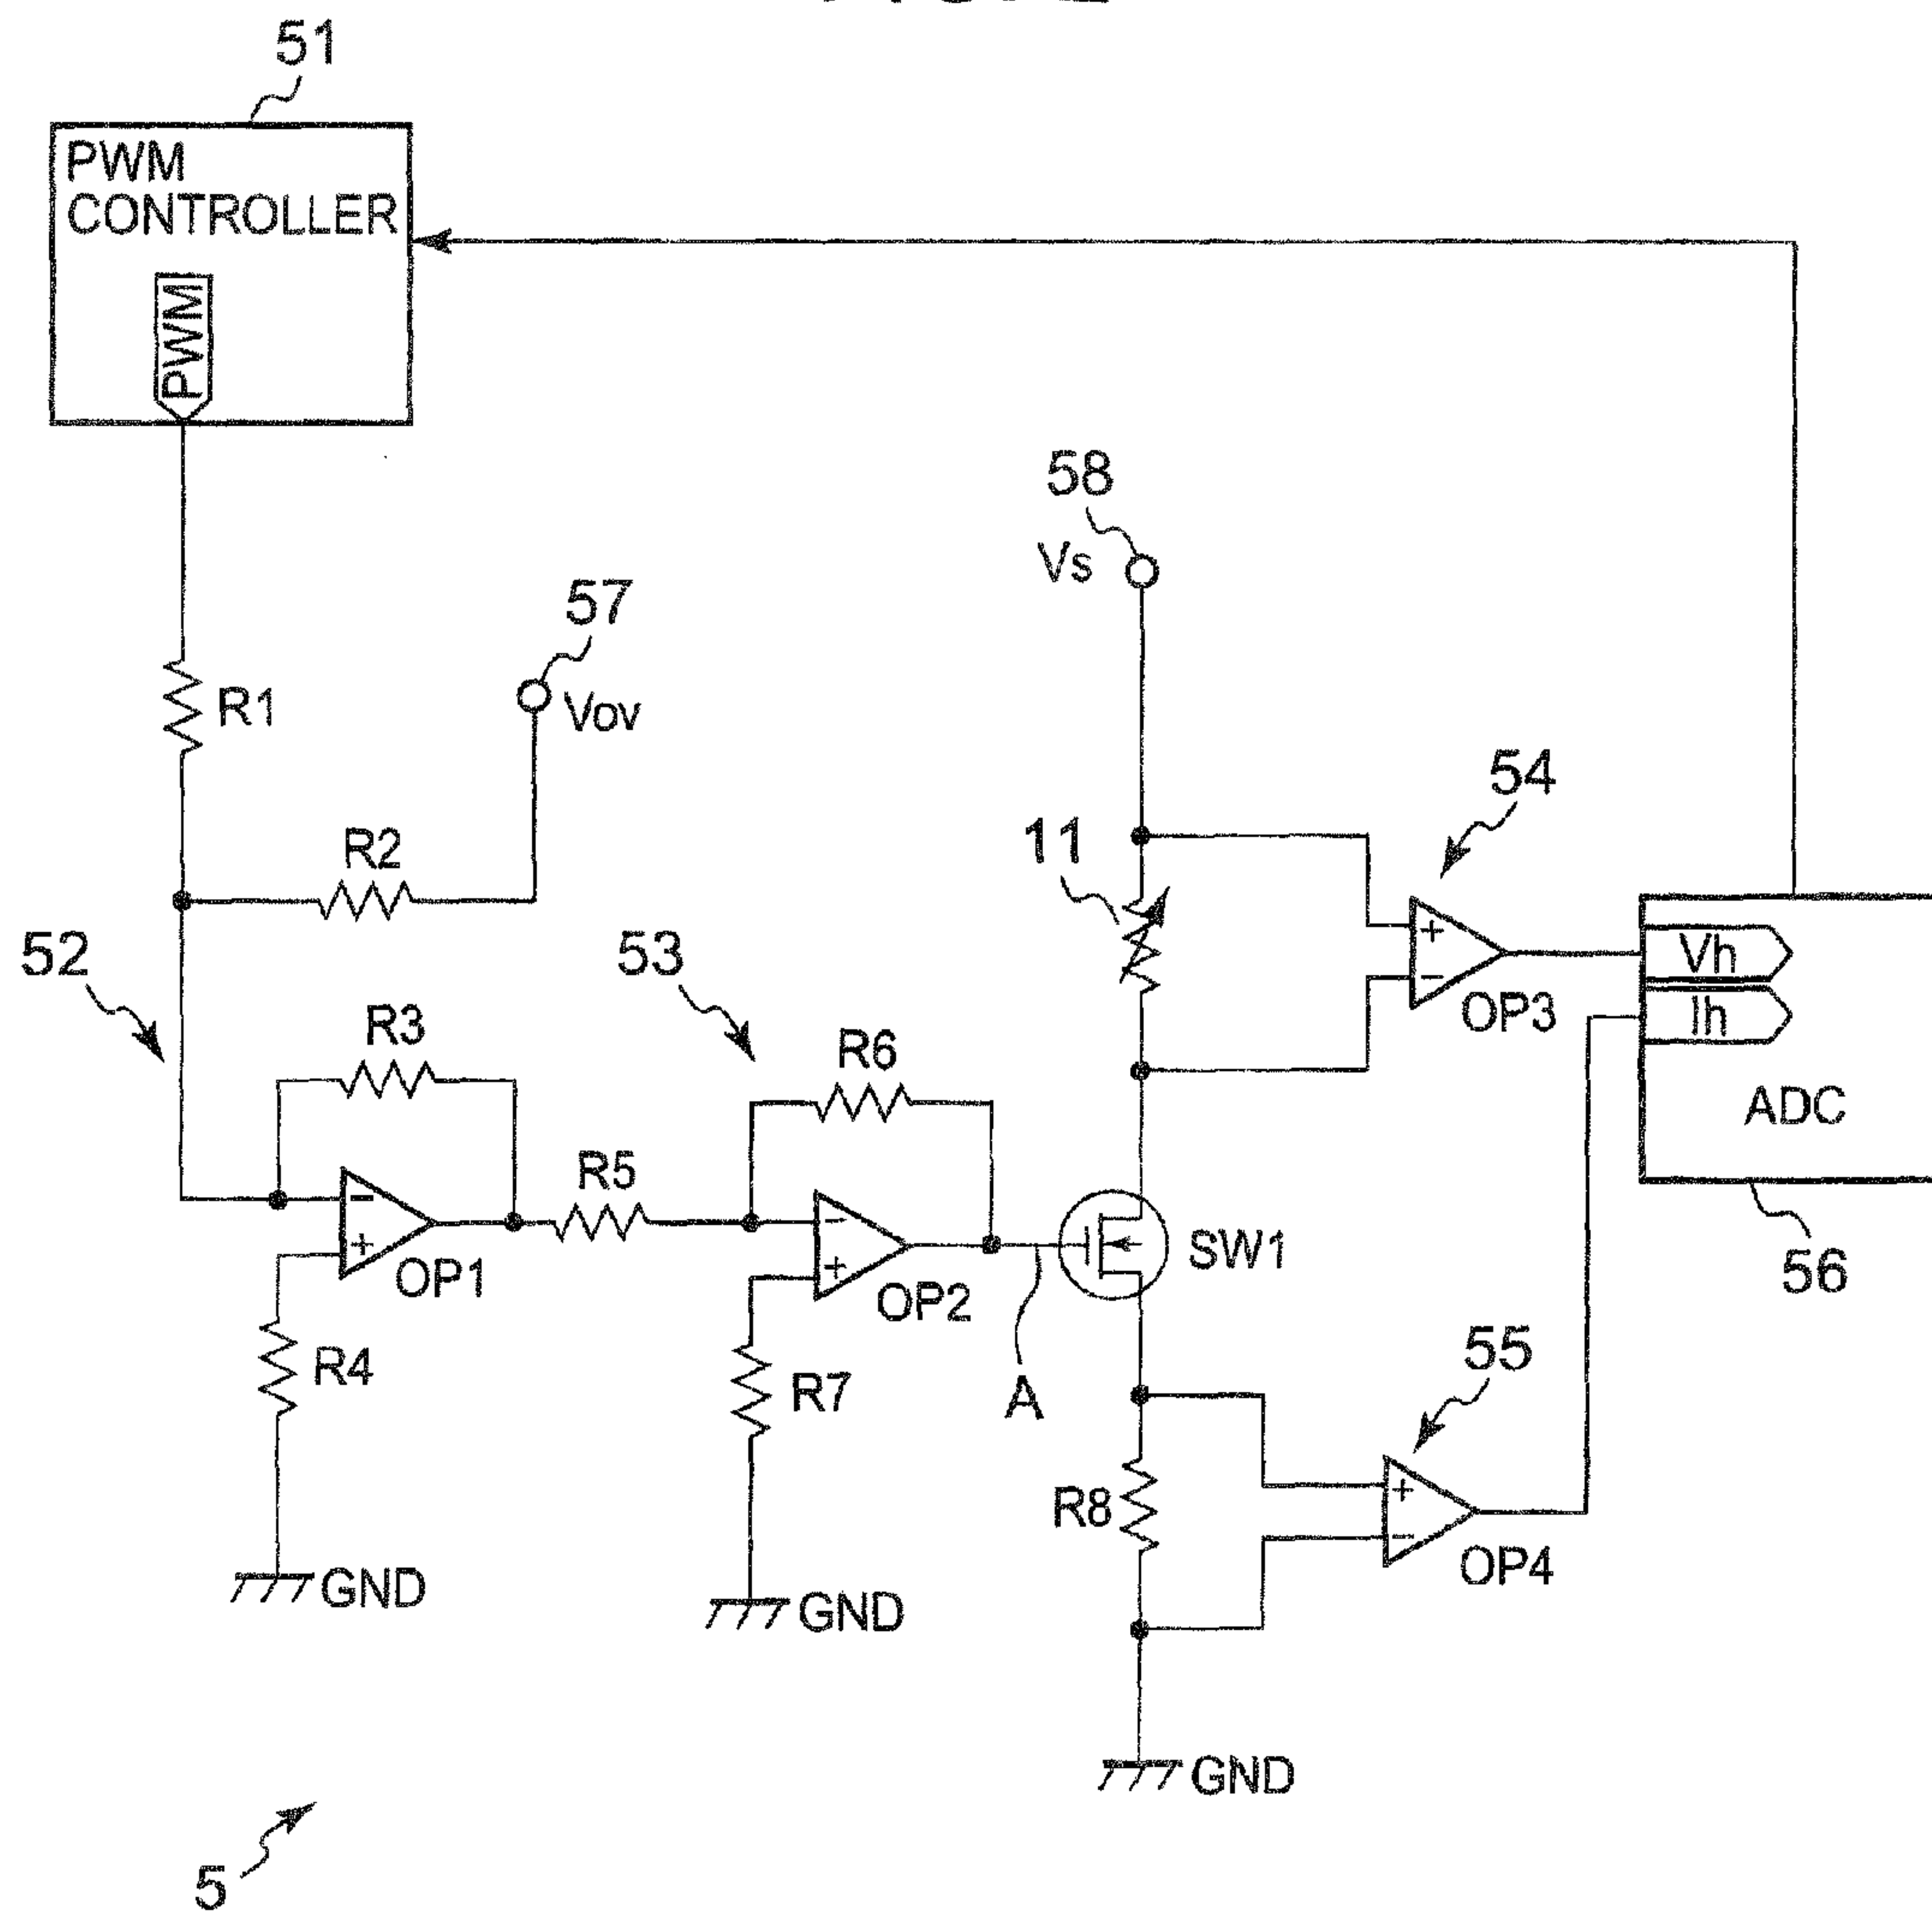 51
PWM
CONTROLLER
PWM
58
Vs
57
Vov
R1
54
11
R2
52
53
Vh
Ih
OP3
R3
R6
ADC
R5
SW1
56
OP1
OP2
55
R4
R7
A
R8
OP4
GND
GND
GND
5